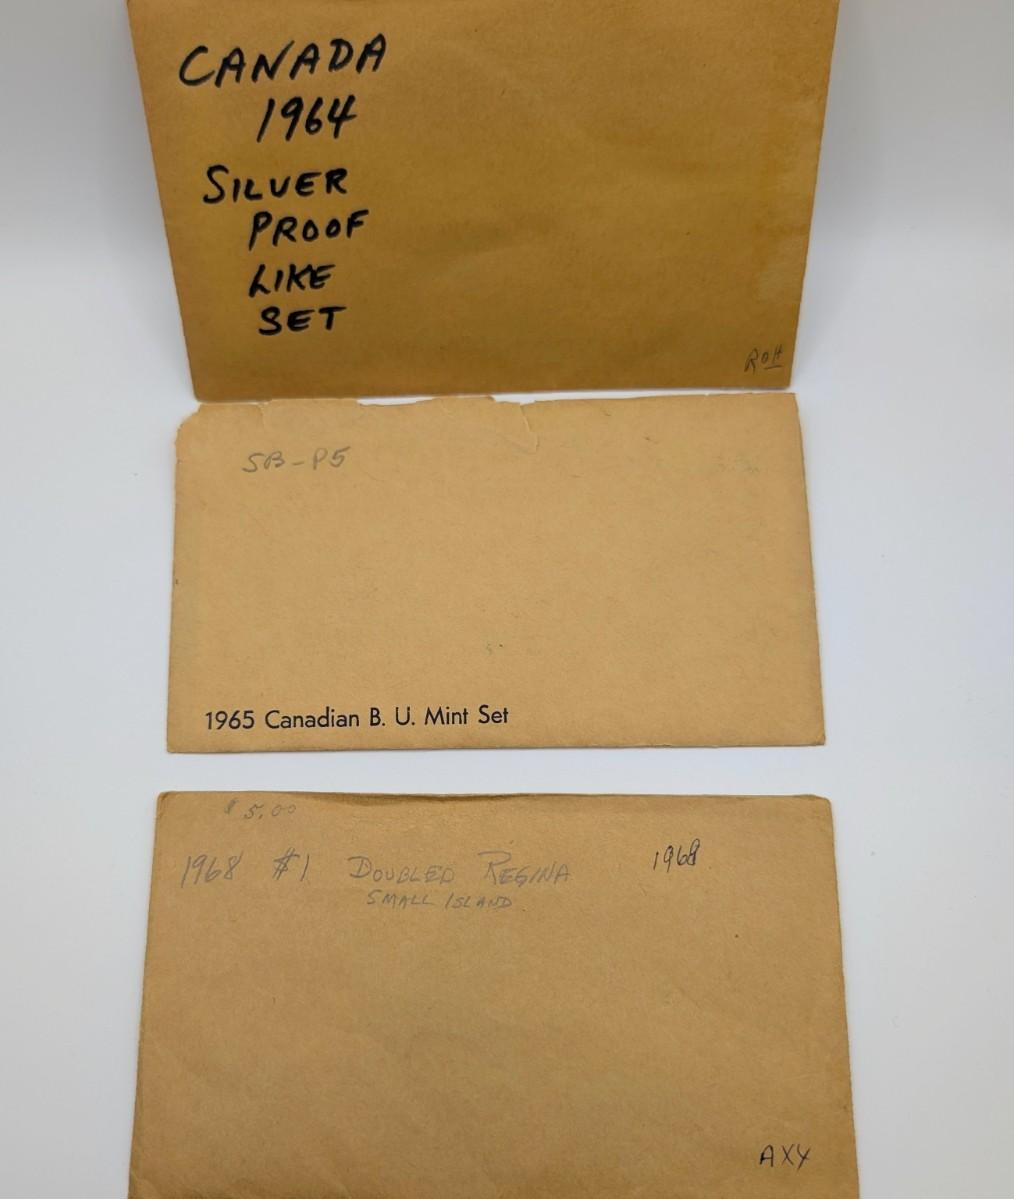 CANADA
1964
SILVER
PROOF
LIKE
SET
ROH
SB-P5
1965 Canadian B. U. Mint Set
$5.00
1968 #1 DOUBLED REGINA 1968
SMALL ISLAND
AXY